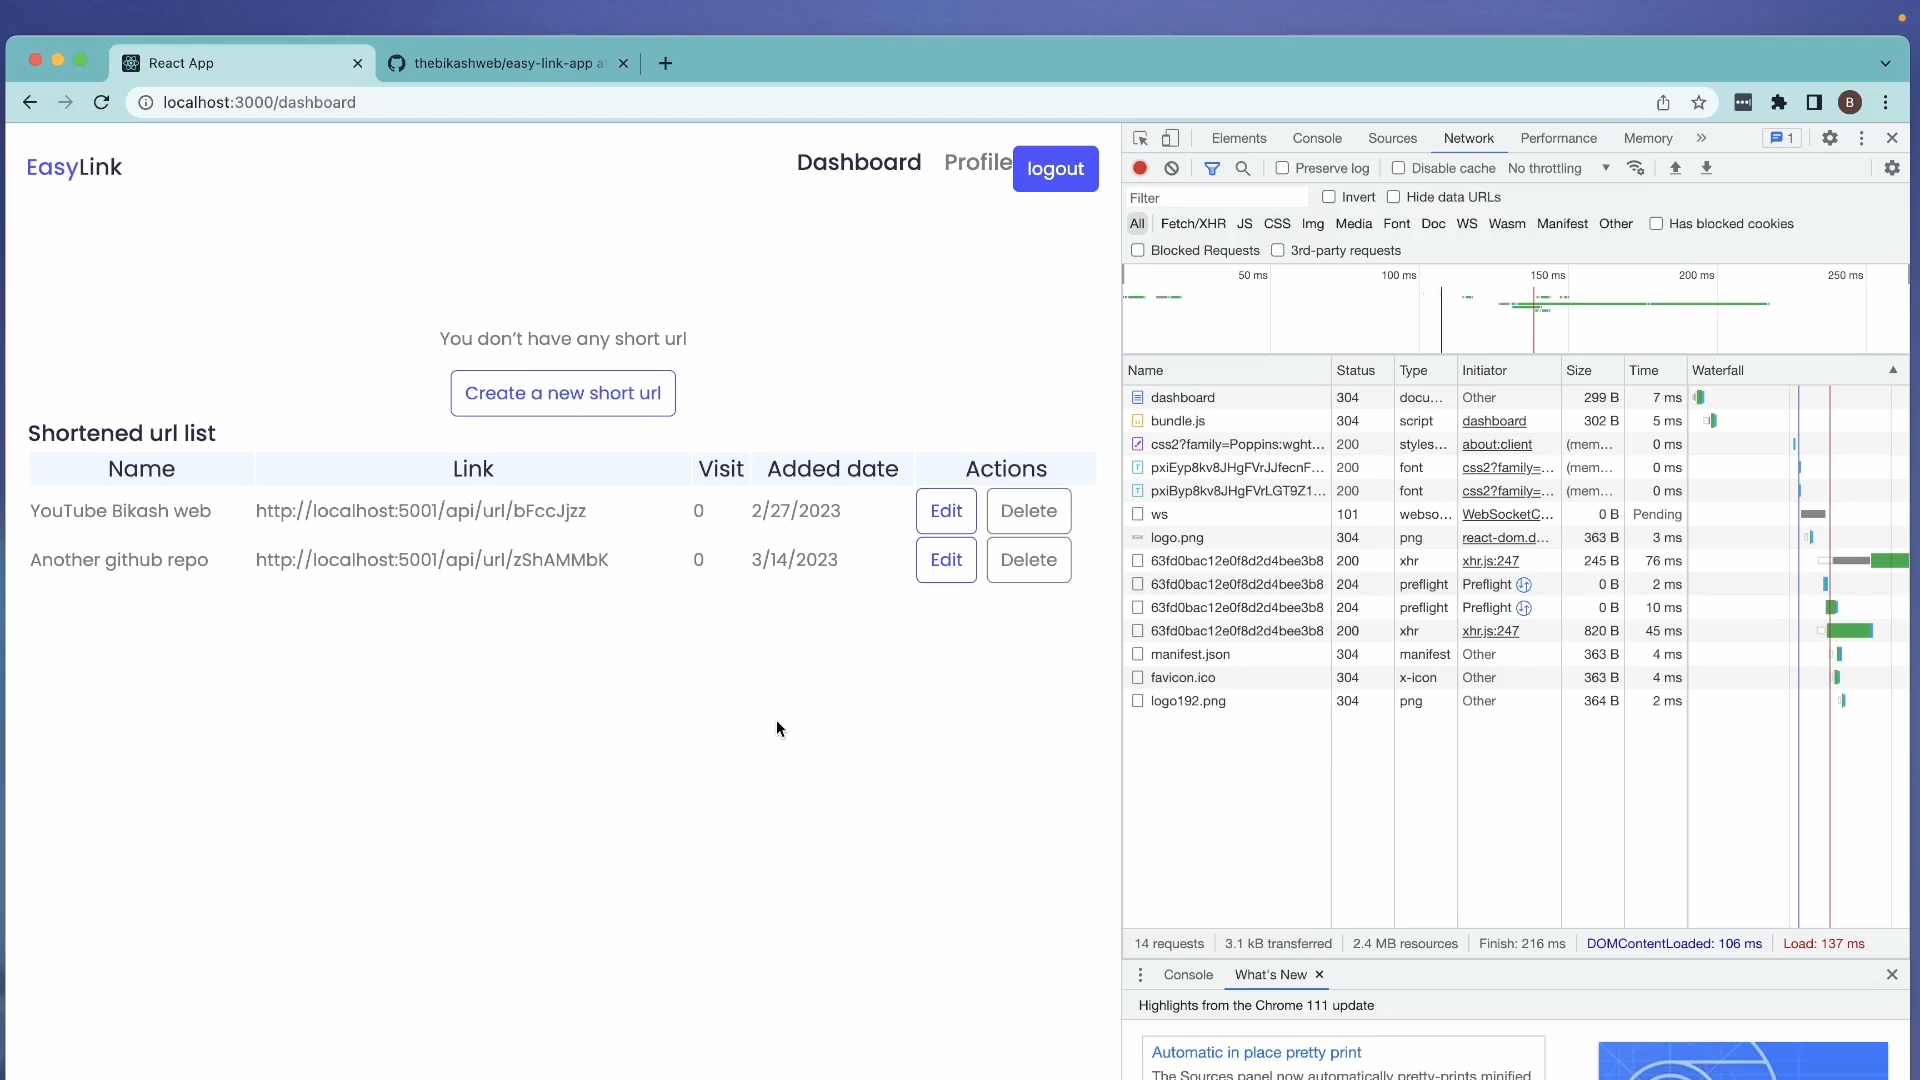 React App
thebikashweb/easy-link-app a
localhost:3000/dashboard
B
EasyLink
Dashboard
Profile
logout
You don’t have any short url
Create a new short url
Shortened url list
Name Link Visit Added date Actions
YouTube Bikash web http://localhost:5001/api/url/bFccJjzz 0 2/27/2023 Edit Delete
Another github repo http://localhost:5001/api/url/zShAMMbK 0 3/14/2023 Edit Delete
Elements Console Sources Network Performance Memory 1
Preserve log Disable cache No throttling
Filter Invert Hide data URLs
All Fetch/XHR JS CSS Img Media Font Doc WS Wasm Manifest Other Has blocked cookies
Blocked Requests 3rd-party requests
50 ms 100 ms 150 ms 200 ms 250 ms
Name Status Type Initiator Size Time Waterfall
dashboard 304 docu... Other 299 B 7 ms
bundle.js 304 script dashboard 302 B 5 ms
css2?family=Poppins:wght... 200 styles... about:client (mem... 0 ms
pxiEyp8kv8JHgFVrJJfecnF... 200 font css2?family=... (mem... 0 ms
pxiByp8kv8JHgFVrLGT9Z1... 200 font css2?family=... (mem... 0 ms
ws 101 webso... WebSocketC... 0 B Pending
logo.png 304 png react-dom.d... 363 B 3 ms
63fd0bac12e0f8d2d4bee3b8 200 xhr xhr.js:247 245 B 76 ms
63fd0bac12e0f8d2d4bee3b8 204 preflight Preflight 0 B 2 ms
63fd0bac12e0f8d2d4bee3b8 204 preflight Preflight 0 B 10 ms
63fd0bac12e0f8d2d4bee3b8 200 xhr xhr.js:247 820 B 45 ms
manifest.json 304 manifest Other 363 B 4 ms
favicon.ico 304 x-icon Other 363 B 4 ms
logo192.png 304 png Other 364 B 2 ms
14 requests 3.1 kB transferred 2.4 MB resources Finish: 216 ms DOMContentLoaded: 106 ms Load: 137 ms
Console What's New
Highlights from the Chrome 111 update
Automatic in place pretty print
The Sources panel now automatically pretty-prints minified